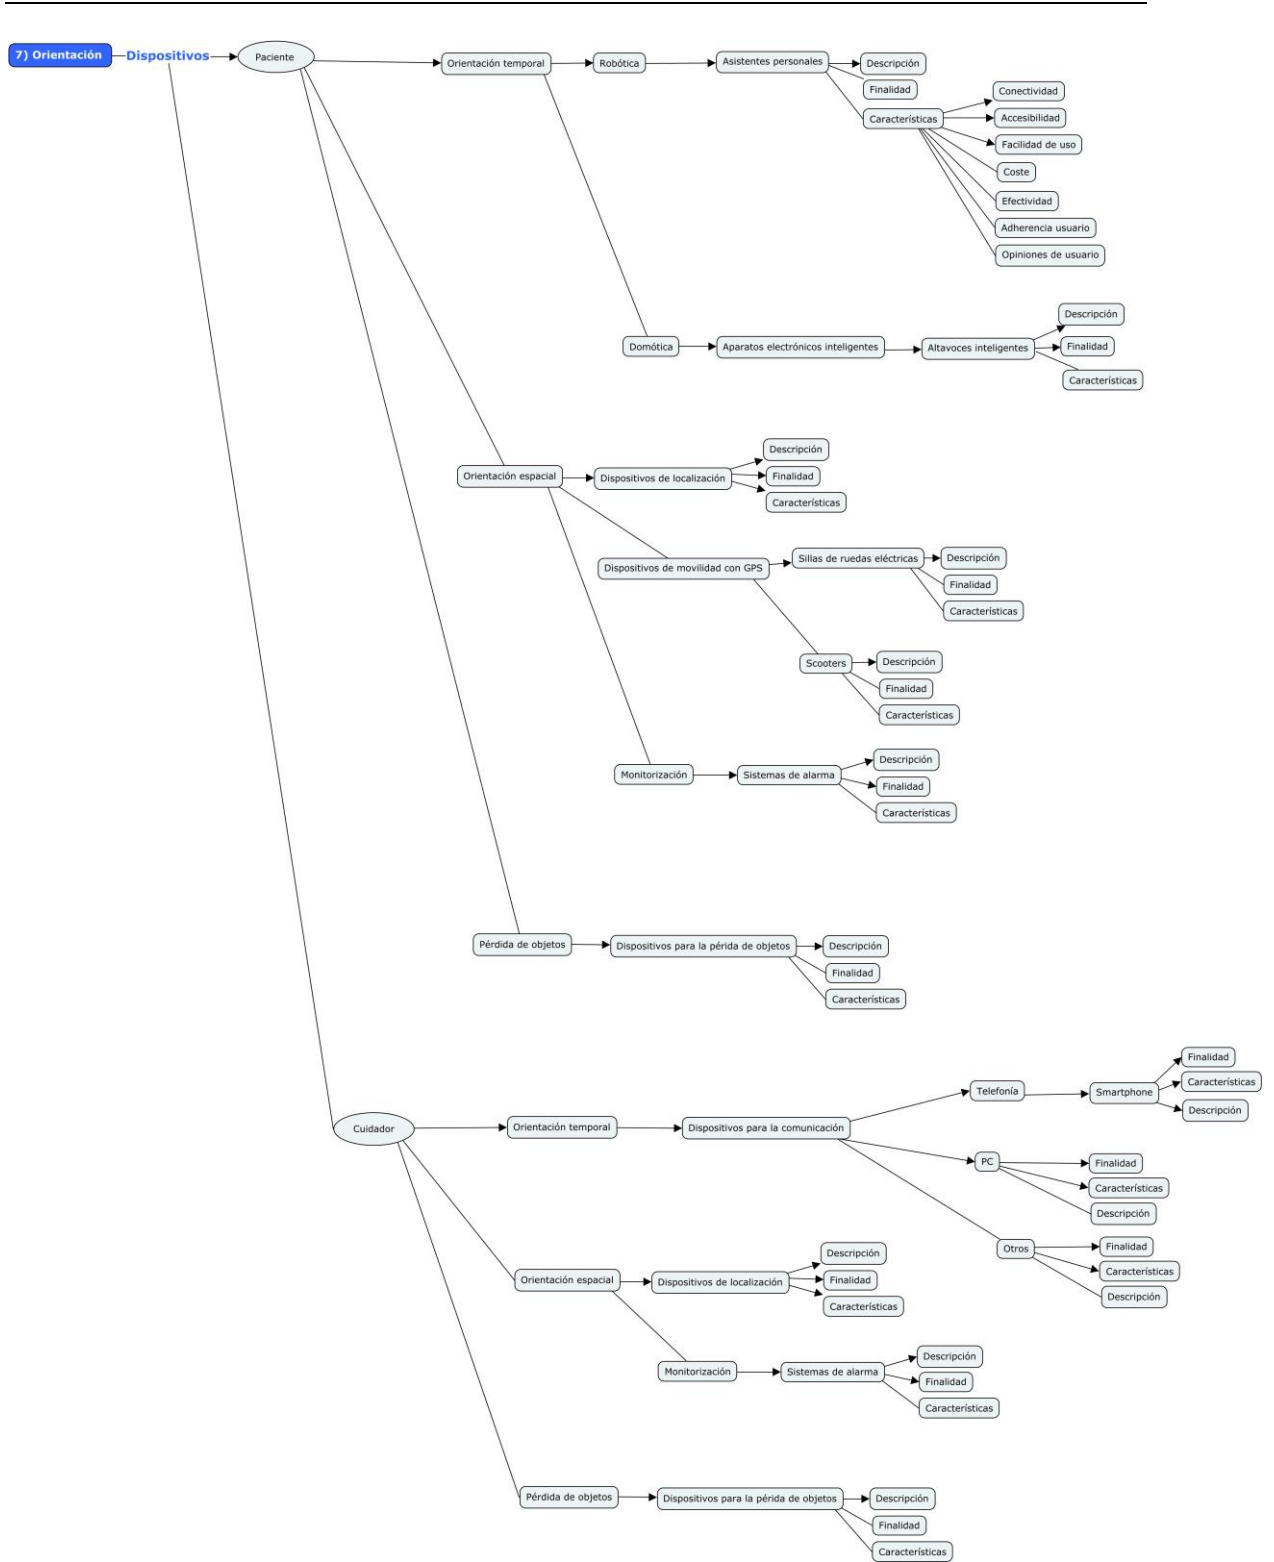 7) Orientación
Dispositivos
Paciente
Orientación temporal
Robótica
Asistentes personales
Descripción
Finalidad
Características
Conectividad
Accesibilidad
Facilidad de uso
Coste
Efectividad
Adherencia usuario
Opiniones de usuario
Domótica
Aparatos electrónicos inteligentes
Altavoces inteligentes
Descripción
Finalidad
Características
Orientación espacial
Dispositivos de localización
Descripción
Finalidad
Características
Dispositivos de movilidad con GPS
Sillas de ruedas eléctricas
Descripción
Finalidad
Características
Scooters
Descripción
Finalidad
Características
Monitorización
Sistemas de alarma
Descripción
Finalidad
Características
Pérdida de objetos
Dispositivos para la périda de objetos
Descripción
Finalidad
Características
Cuidador
Orientación temporal
Dispositivos para la comunicación
Telefonía
Smartphone
Finalidad
Características
Descripción
PC
Finalidad
Características
Descripción
Otros
Finalidad
Características
Descripción
Orientación espacial
Dispositivos de localización
Descripción
Finalidad
Características
Monitorización
Sistemas de alarma
Descripción
Finalidad
Características
Pérdida de objetos
Dispositivos para la périda de objetos
Descripción
Finalidad
Características